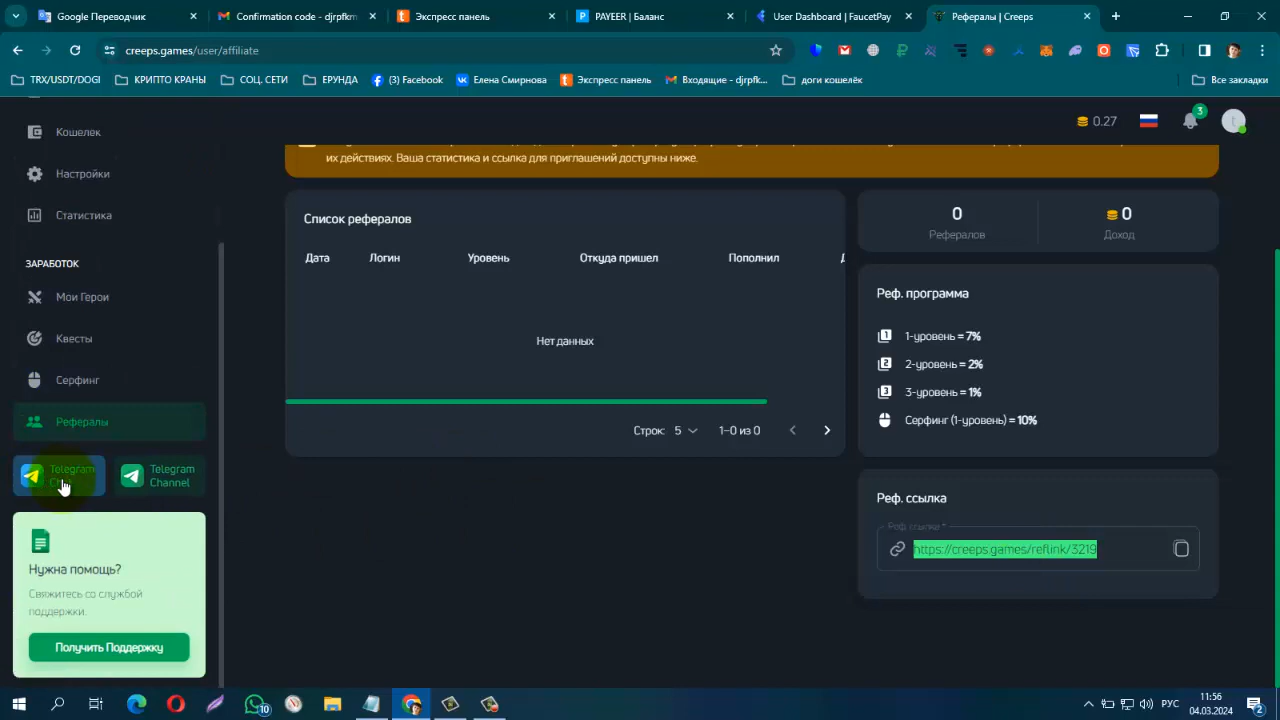 Google Переводчик
Confirmation code - djrpfkm
Экспресс панель
PAYEER | Баланс
User Dashboard | FaucetPay
Рефералы | Creeps
creeps.games/user/affiliate
TRX/USDT/DOGI
КРИПТО КРАНЫ
СОЦ. СЕТИ
ЕРУНДА
(3) Facebook
Елена Смирнова
Экспресс панель
Входящие - djrpfk...
доги кошелёк
Все закладки
Кошелек
0.27
3
t
их действиях. Ваша статистика и ссылка для приглашений доступны ниже.
Настройки
Статистика
ЗАРАБОТОК
Мои Герои
Квесты
Серфинг
Рефералы
Telegram
Telegram
Channel
Нужна помощь?
Свяжитесь со службой
поддержки.
Получить Поддержку
Список рефералов
Дата
Логин
Уровень
Откуда пришел
Пополнил
Нет данных
Строк: 5
1–0 из 0
0
Рефералов
0
Доход
Реф. программа
1-уровень = 7%
2-уровень = 2%
3-уровень = 1%
Серфинг (1-уровень) = 10%
Реф. ссылка
Реф. ссылка *
https://creeps.games/reflink/3219
10
РУС
11:56
04.03.2024
2